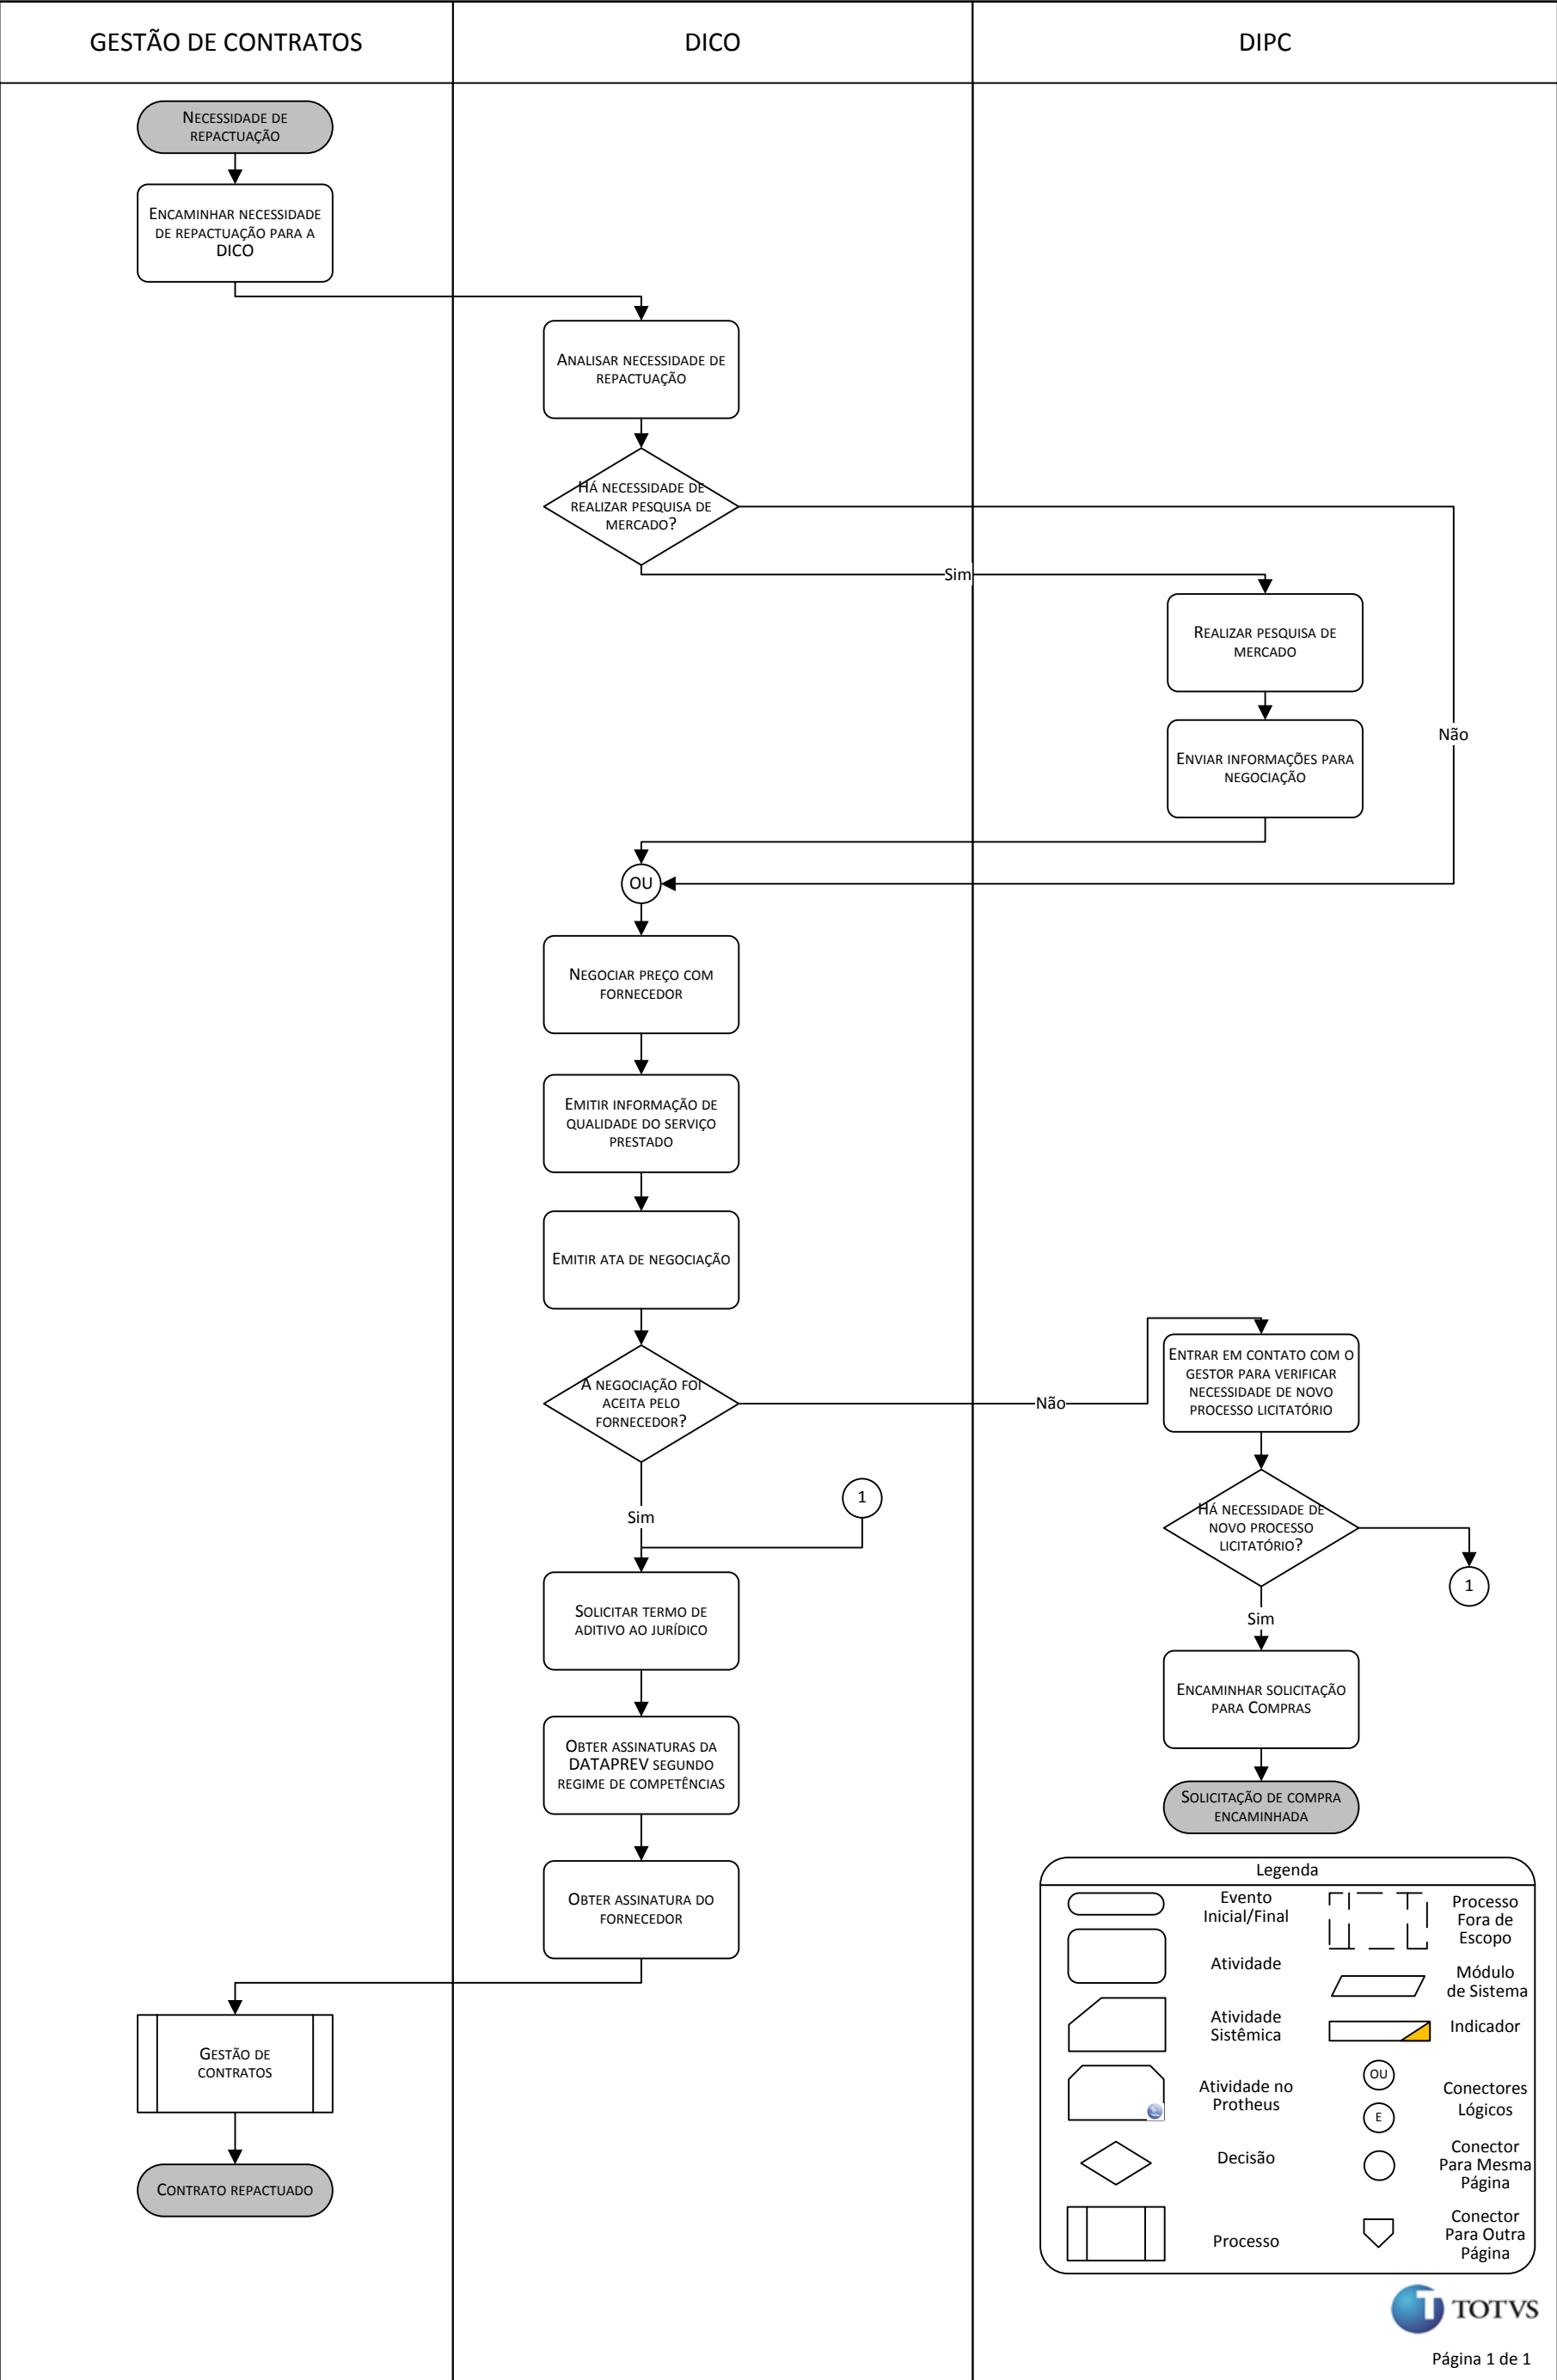 GESTÃO DE CONTRATOS
DICO
DIPC
NECESSIDADE DE
REPACTUAÇÃO
ENCAMINHAR NECESSIDADE
DE REPACTUAÇÃO PARA A
DICO
ANALISAR NECESSIDADE DE
REPACTUAÇÃO
HÁ NECESSIDADE DE
REALIZAR PESQUISA DE
MERCADO?
Sim
REALIZAR PESQUISA DE
MERCADO
Não
ENVIAR INFORMAÇÕES PARA
NEGOCIAÇÃO
OU
NEGOCIAR PREÇO COM
FORNECEDOR
EMITIR INFORMAÇÃO DE
QUALIDADE DO SERVIÇO
PRESTADO
EMITIR ATA DE NEGOCIAÇÃO
A NEGOCIAÇÃO FOI
ACEITA PELO
FORNECEDOR?
Não
ENTRAR EM CONTATO COM O
GESTOR PARA VERIFICAR
NECESSIDADE DE NOVO
PROCESSO LICITATÓRIO
Sim
1
HÁ NECESSIDADE DE
NOVO PROCESSO
LICITATÓRIO?
1
Sim
SOLICITAR TERMO DE
ADITIVO AO JURÍDICO
ENCAMINHAR SOLICITAÇÃO
PARA COMPRAS
OBTER ASSINATURAS DA
DATAPREV SEGUNDO
REGIME DE COMPETÊNCIAS
SOLICITAÇÃO DE COMPRA
ENCAMINHADA
OBTER ASSINATURA DO
FORNECEDOR
GESTÃO DE
CONTRATOS
CONTRATO REPACTUADO
Legenda
Evento
Inicial/Final
Atividade
Atividade
Sistêmica
Atividade no
Protheus
Decisão
Processo
Processo
Fora de
Escopo
Módulo
de Sistema
Indicador
OU
E
Conectores
Lógicos
Conector
Para Mesma
Página
Conector
Para Outra
Página
TOTVS
Página 1 de 1